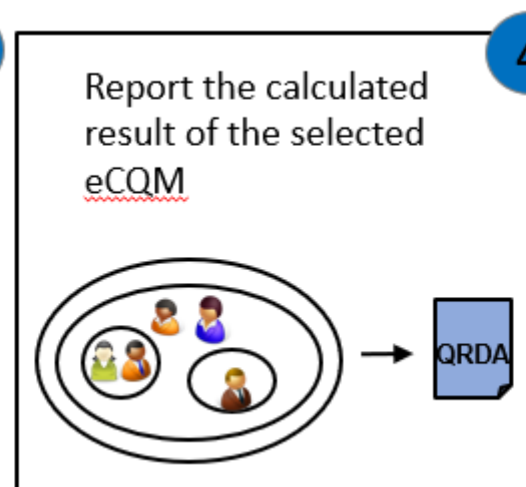 Report the calculated
result of the selected
eCQM
QRDA